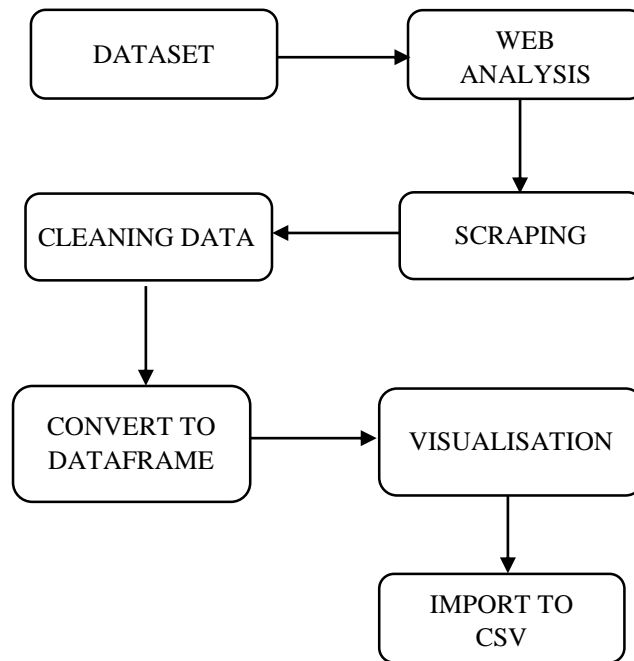 DATASET
WEB
ANALYSIS
SCRAPING
CLEANING DATA
CONVERT TO
DATAFRAME
VISUALISATION
IMPORT TO
CSV